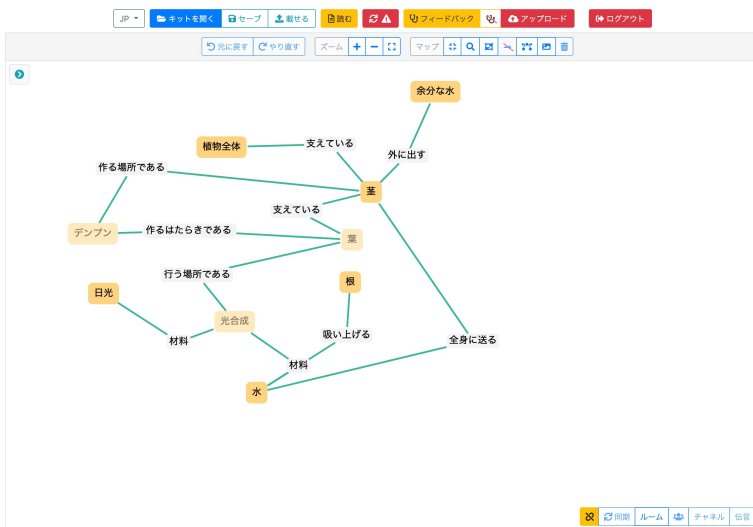 JP キットを開く セーブ 載せる 読む フィードバック アップロード ログアウト
元に戻す やり直す ズーム マップ
余分な水
植物全体 支えている
外に出す
作る場所である
茎
支えている
デンプン 作るはたらきである
葉
行う場所である
根
日光
光合成
吸い上げる
材料
全身に送る
材料
水
同期 ルーム チャネル 伝言